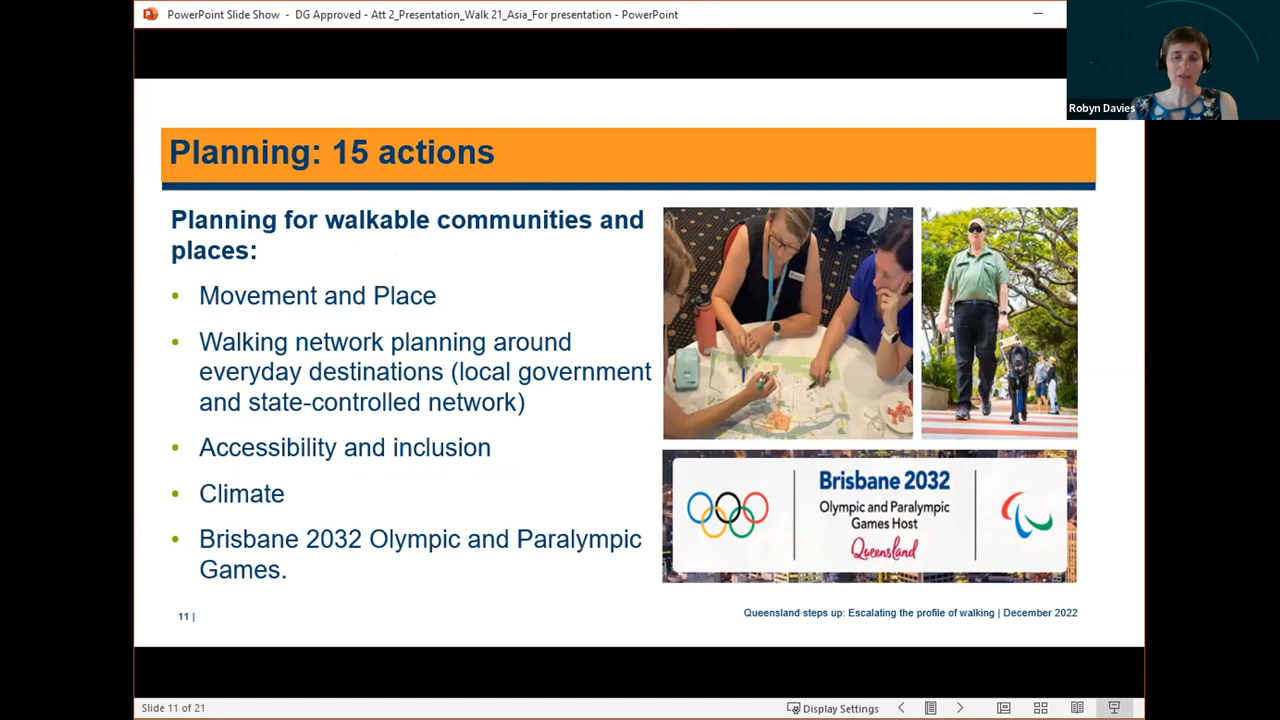 PowerPoint Slide Show - DG Approved - Att 2_Presentation_Walk 21_Asia_For presentation - PowerPoint
Robyn Davies
Planning: 15 actions
Planning for walkable communities and
places:
• Movement and Place
• Walking network planning around
everyday destinations (local government
and state-controlled network)
• Accessibility and inclusion
• Climate
• Brisbane 2032 Olympic and Paralympic
Games.
Brisbane 2032
Olympic and Paralympic
Games Host
Queensland
11 |
Queensland steps up: Escalating the profile of walking | December 2022
Slide 11 of 21
Display Settings